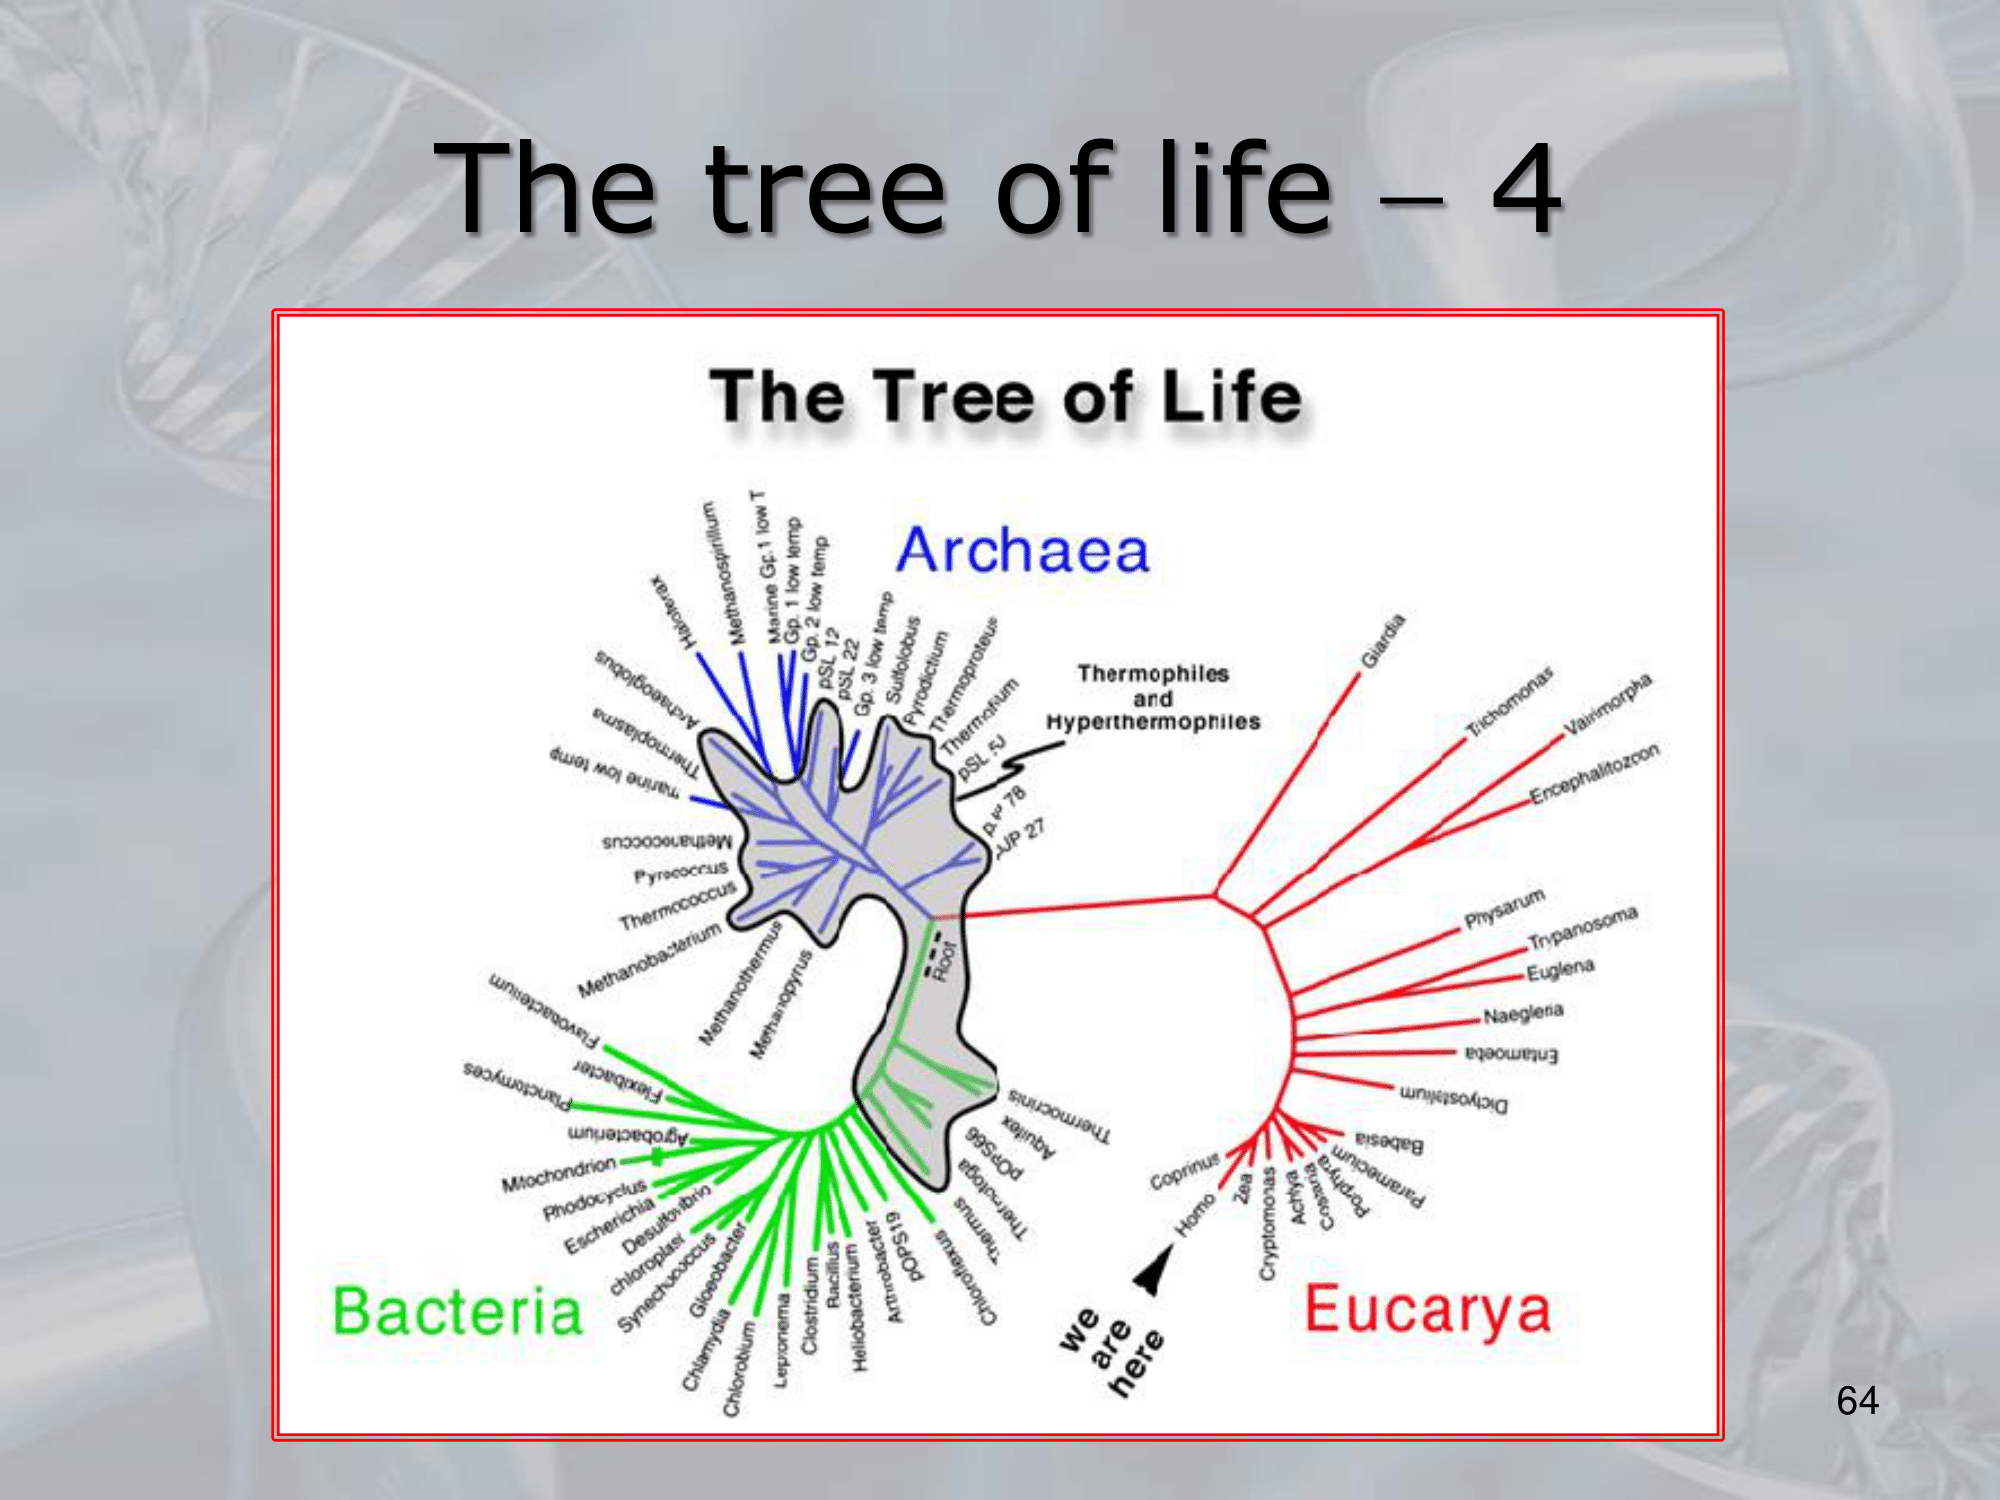 The tree of life – 4
The Tree of Life
Archaea
Haloferax
Methanospirillum
Marine Gp. 1 low T
Gp. 1 low temp
Gp. 2 low temp
pSL 12
pSL 22
Gp. 3 low temp
Sulfolobus
Pyrodictium
Thermoproteus
Thermofilum
pSL 50
pJP 78
pJP 27
Archaeoglobus
Thermoplasma
marine low temp
Methanococcus
Pyrococcus
Thermococcus
Methanobacterium
Methanothermus
Methanopyrus
Thermophiles
and
Hyperthermophiles
Root
Giardia
Trichomonas
Vairimorpha
Encephalitozoon
Physarum
Trypanosoma
Euglena
Naegleria
Entamoeba
Dictyostelium
Babesia
Paramecium
Porphyra
Costaria
Achlya
Cryptomonas
Zea
Homo
Coprinus
we
are
here
Eucarya
Flavobacterium
Flexibacter
Planctomyces
Agrobacterium
Mitochondrion
Rhodocyclus
Escherichia
Desulfovibrio
chloroplast
Synechococcus
Gloeobacter
Chlamydia
Chlorobium
Leptonema
Clostridium
Bacillus
Heliobacterium
Arthrobacter
pOPS19
Chloroflexus
Thermus
Thermotoga
pOPS66
Aquifex
Thermocrinis
Bacteria
64